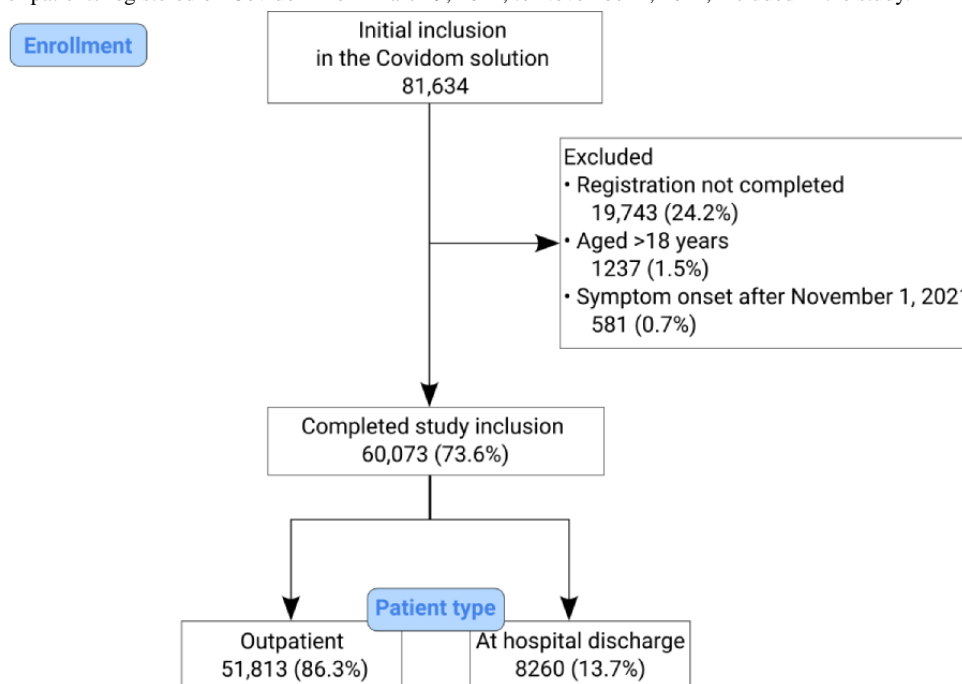 Enrollment
Initial inclusion
in the Covidom solution
81,634
Excluded
• Registration not completed
19,743 (24.2%)
• Aged >18 years
1237 (1.5%)
• Symptom onset after November 1, 2021
581 (0.7%)
Completed study inclusion
60,073 (73.6%)
Patient type
Outpatient
51,813 (86.3%)
At hospital discharge
8260 (13.7%)